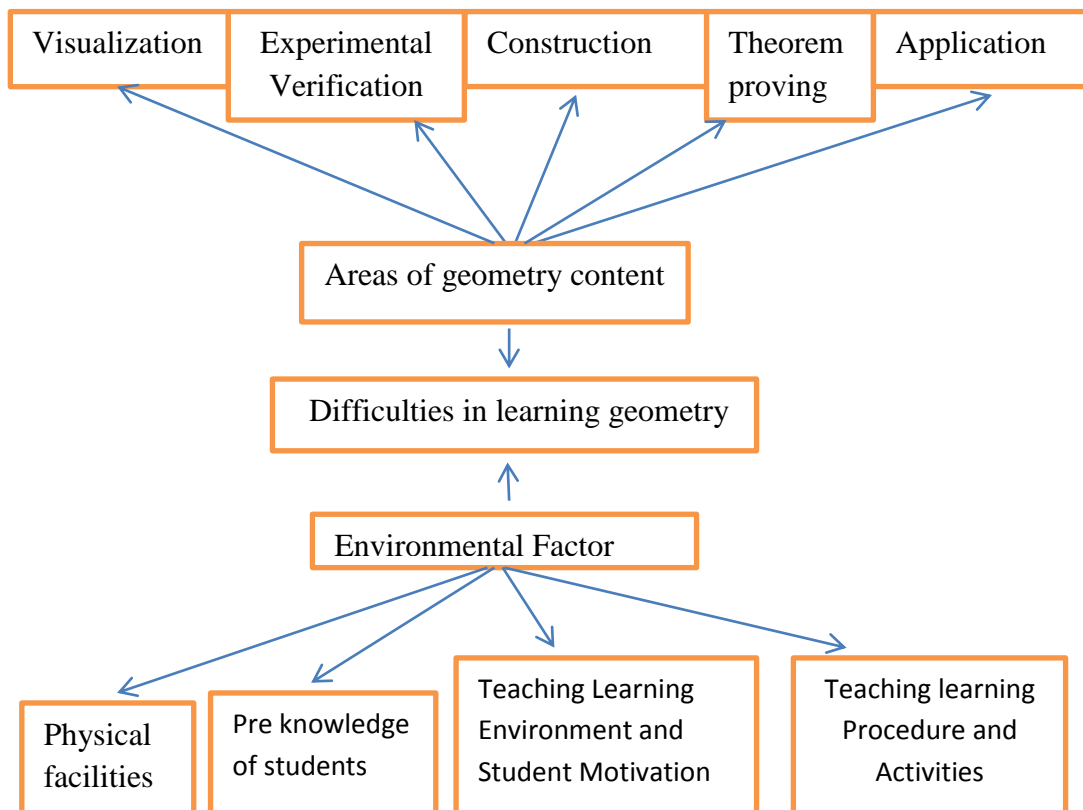 Visualization
Experimental
Verification
Construction
Theorem
proving
Application
Areas of geometry content
Difficulties in learning geometry
Environmental Factor
Physical
facilities
Pre knowledge
of students
Teaching Learning
Environment and
Student Motivation
Teaching learning
Procedure and
Activities